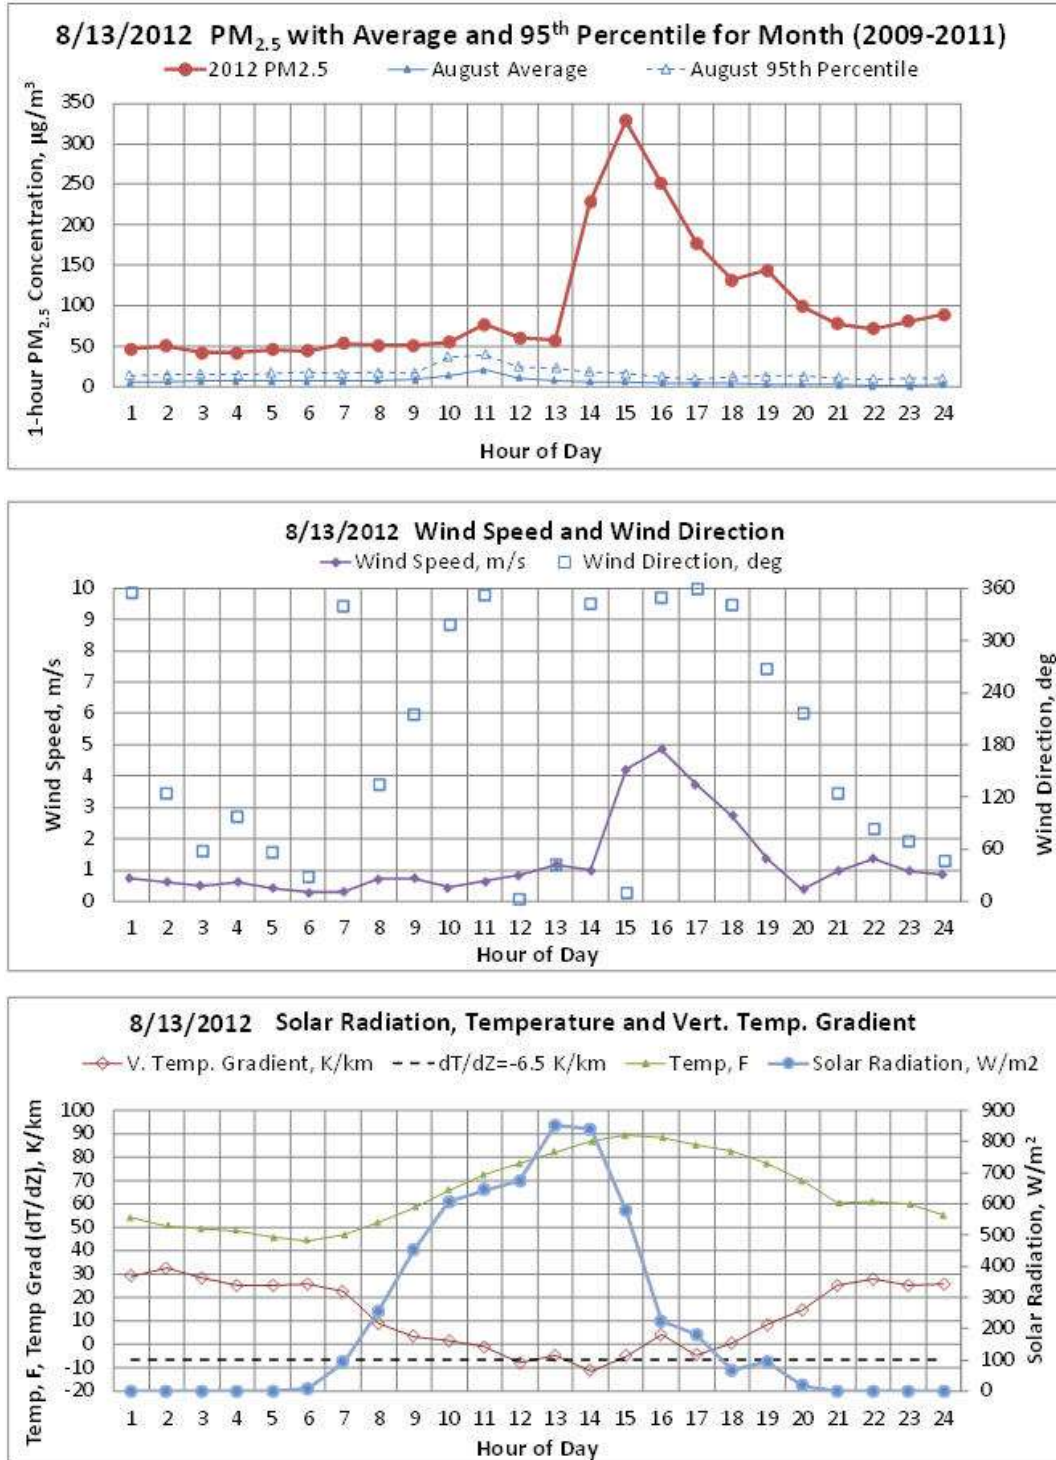 8/13/2012 PM2.5 with Average and 95th Percentile for Month (2009-2011)
2012 PM2.5 August Average August 95th Percentile
1-hour PM2.5 Concentration, µg/m³
350
300
250
200
150
100
50
0
1 2 3 4 5 6 7 8 9 10 11 12 13 14 15 16 17 18 19 20 21 22 23 24
Hour of Day
8/13/2012 Wind Speed and Wind Direction
Wind Speed, m/s Wind Direction, deg
Wind Speed, m/s
10 360
9
8 300
7
6 240
5 180
4
3 120
2
1 60
0 0
Wind Direction, deg
1 2 3 4 5 6 7 8 9 10 11 12 13 14 15 16 17 18 19 20 21 22 23 24
Hour of Day
8/13/2012 Solar Radiation, Temperature and Vert. Temp. Gradient
V. Temp. Gradient, K/km dT/dZ=-6.5 K/km Temp, F Solar Radiation, W/m2
Temp, F, Temp Grad (dT/dZ), K/km
100 900
90
80 800
70 700
60 600
50 500
40
30 400
20 300
10
0 200
-10 100
-20 0
Solar Radiation, W/m²
1 2 3 4 5 6 7 8 9 10 11 12 13 14 15 16 17 18 19 20 21 22 23 24
Hour of Day